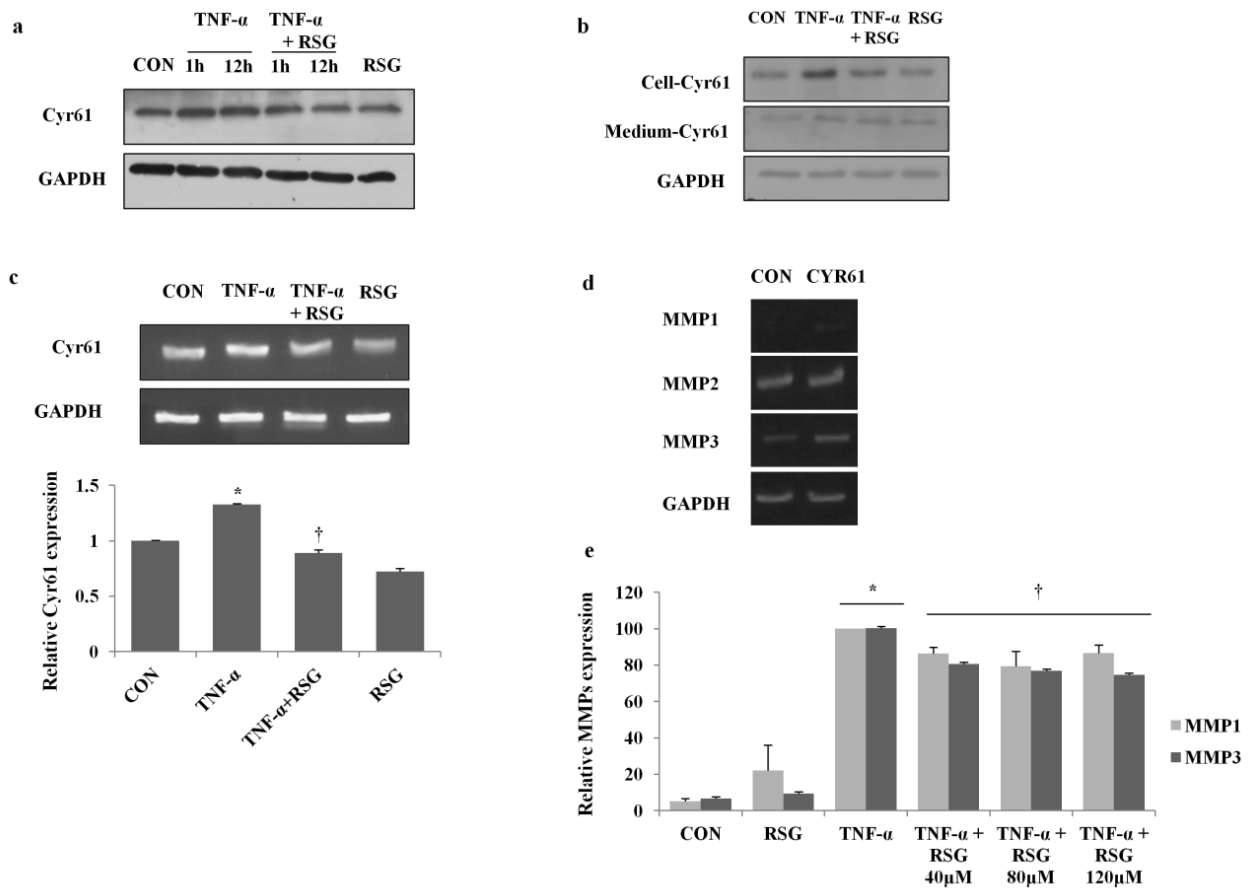 a
TNF-α TNF-α
+ RSG
CON 1h 12h 1h 12h RSG
Cyr61
GAPDH
b
CON TNF-α TNF-α RSG
+ RSG
Cell-Cyr61
Medium-Cyr61
GAPDH
c
CON TNF-α TNF-α RSG
+ RSG
Cyr61
GAPDH
Relative Cyr61 expression
1.5
1
0.5
0
*
†
CON TNF-α TNF-α+RSG RSG
d
CON CYR61
MMP1
MMP2
MMP3
GAPDH
e
Relative MMPs expression
120
100
80
60
40
20
0
* †
MMP1
MMP3
CON RSG TNF-α TNF-α + TNF-α + TNF-α +
RSG RSG RSG
40μM 80μM 120μM